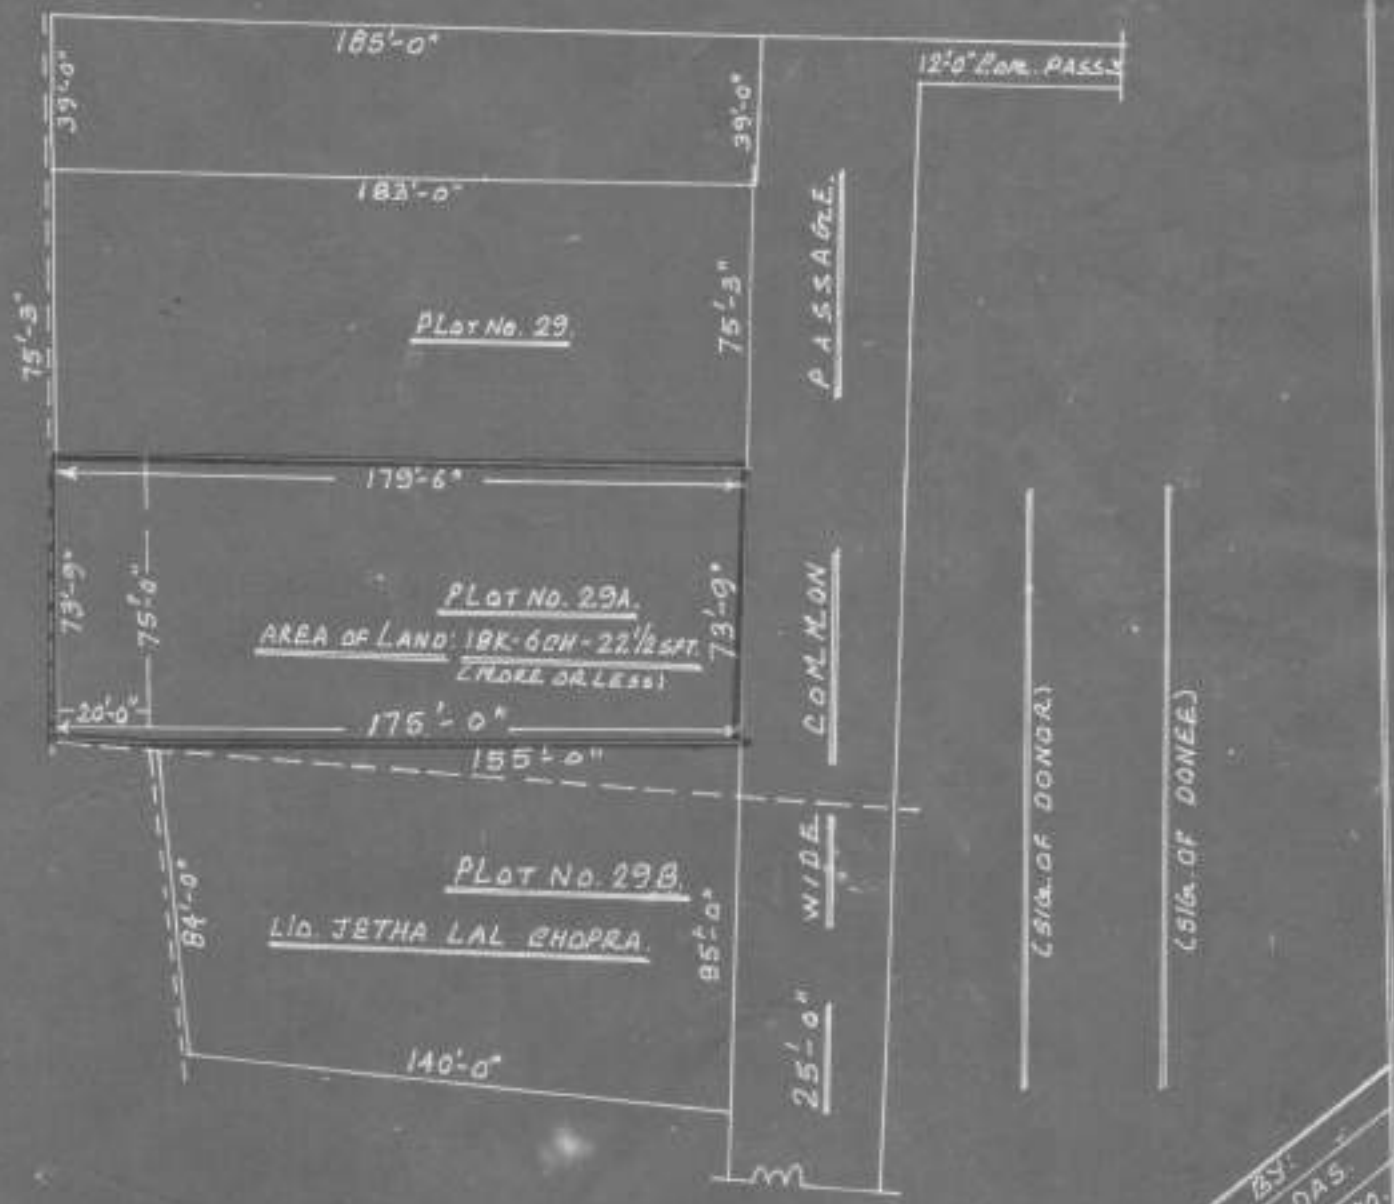 185'-0"
12'-0" COM. PASS.
39'-0"
39'-0"
183'-0"
75'-3"
75'-3"
PLOT NO. 29.
179'-6"
73'-9"
75'-0"
73'-9"
PLOT NO. 29A.
AREA OF LAND: 18K-6CH-22 1/2 SFT.
(MORE OR LESS)
20'-0"
175'-0"
155'-0"
PLOT NO. 29B.
L/O. JETHA LAL CHOPRA.
84'-0"
95'-0"
140'-0"
25'-0" WIDE COMMON PASSAGE.
(SIG. OF DONOR)
(SIG. OF DONEE)
BY: